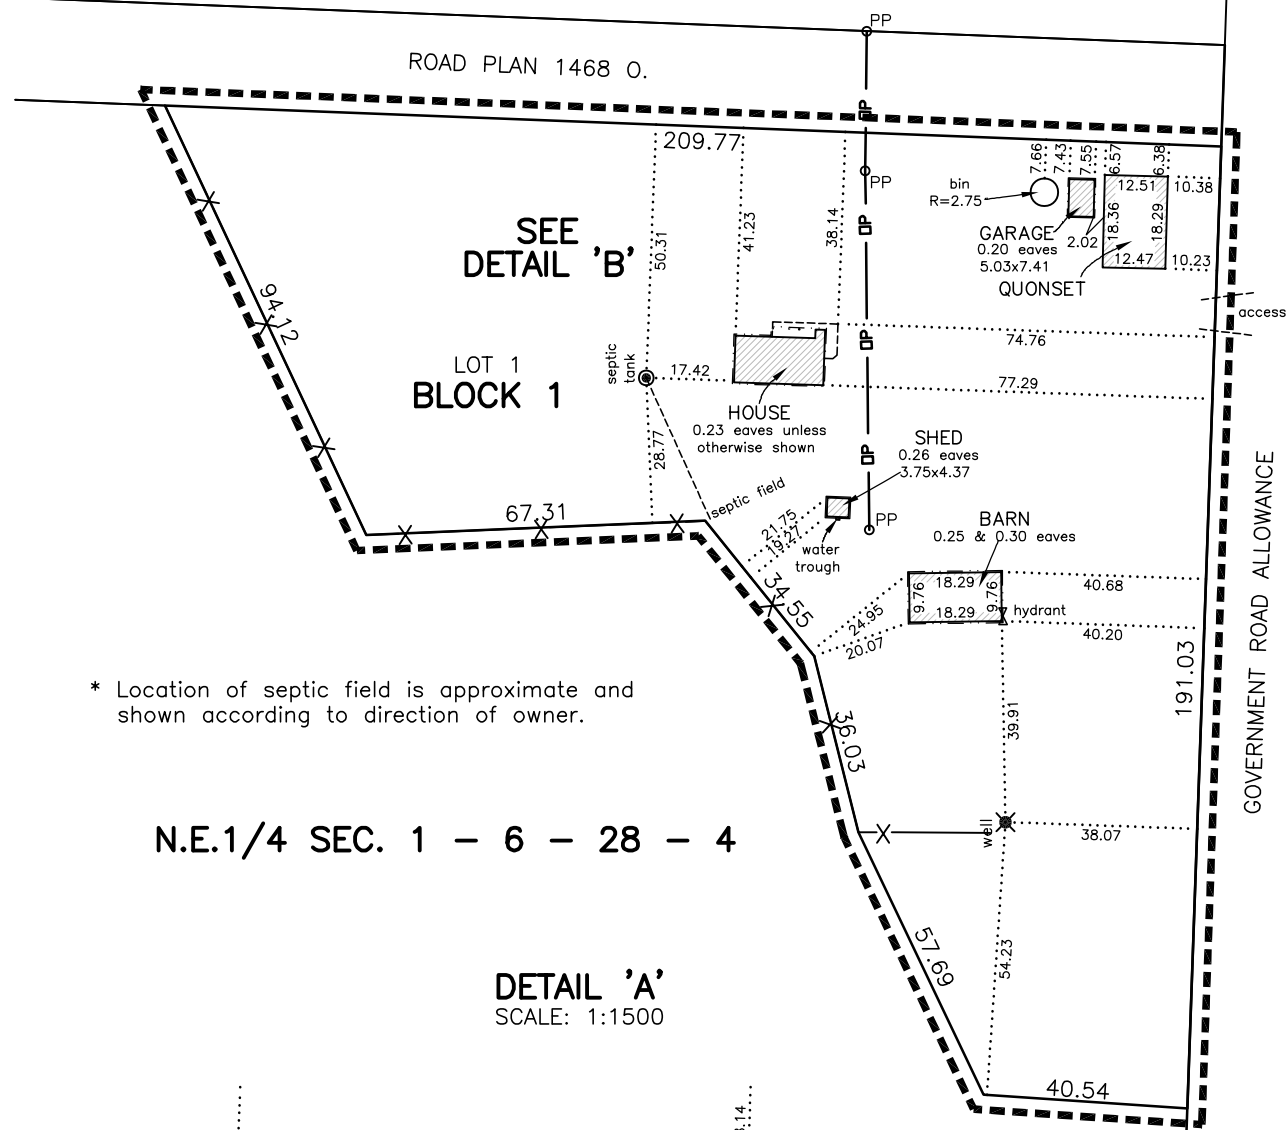 PP
ROAD PLAN 1468 O.
OP
209.77
7.66
7.43
7.55
6.57
6.38
PP
bin
R=2.75
12.51
10.38
50.31
41.23
38.14
OP
SEE
DETAIL 'B'
GARAGE
0.20 eaves
5.03x7.41
2.02
18.36
18.29
12.47
10.23
QUONSET
access
94.12
OP
74.76
LOT 1
BLOCK 1
septic
tank
17.42
77.29
HOUSE
0.23 eaves unless
otherwise shown
28.77
OP
SHED
0.26 eaves
3.75x4.37
septic field
67.31
21.75
19.27
water
trough
PP
BARN
0.25 & 0.30 eaves
GOVERNMENT ROAD ALLOWANCE
34.55
18.29
9.76
9.76
18.29
40.68
hydrant
24.95
20.07
40.20
191.03
* Location of septic field is approximate and
shown according to direction of owner.
36.03
39.91
N.E.1/4 SEC. 1 – 6 – 28 – 4
well
38.07
57.69
54.23
DETAIL 'A'
SCALE: 1:1500
40.54